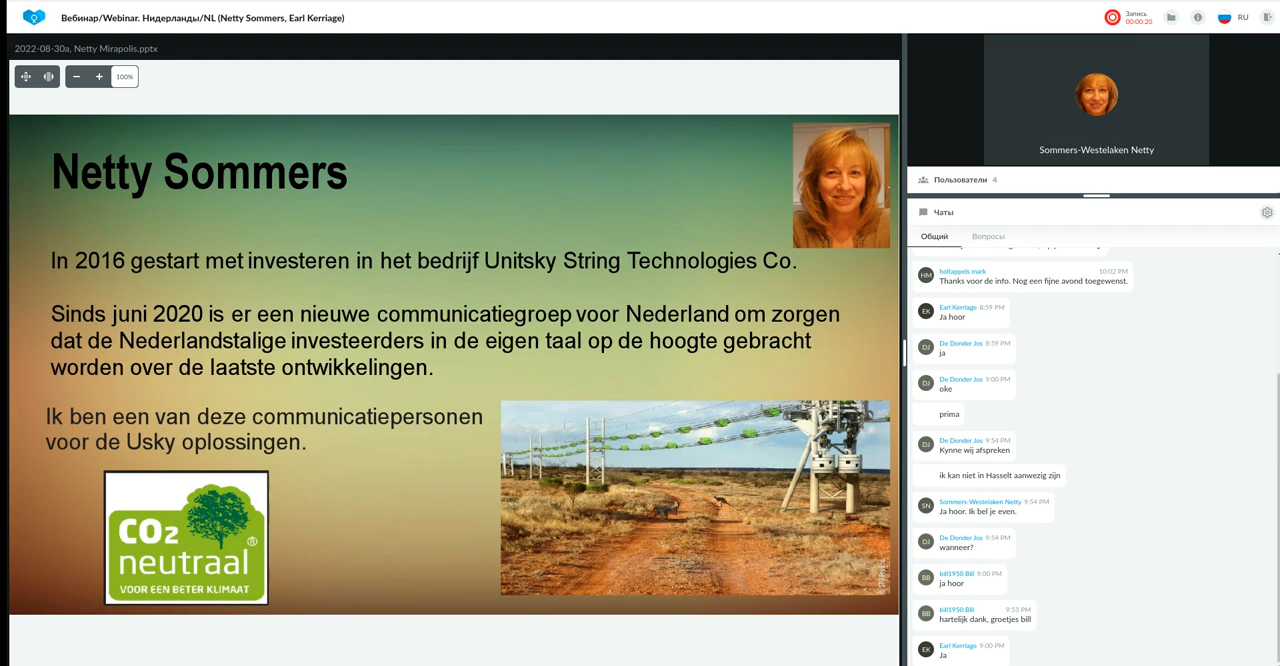 Вебинар/Webinar. Нидерланды/NL (Netty Sommers, Earl Kerriage)
Запись
00:00:20
RU
2022-08-30a, Netty Mirapolis.pptx
100%
Netty Sommers
In 2016 gestart met investeren in het bedrijf Unitsky String Technologies Co.
Sinds juni 2020 is er een nieuwe communicatiegroep voor Nederland om zorgen
dat de Nederlandstalige investeerders in de eigen taal op de hoogte gebracht
worden over de laatste ontwikkelingen.
Ik ben een van deze communicatiepersonen
voor de Usky oplossingen.
CO2
neutraal®
VOOR EEN BETER KLIMAAT
Sommers-Westelaken Netty
Пользователи 4
Чаты
Общий Вопросы
HM
holtappels mark 10:02 PM
Thanks voor de info. Nog een fijne avond toegewenst.
EK
Earl Kerriage 8:59 PM
Ja hoor
DJ
De Donder Jos 8:59 PM
ja
DJ
De Donder Jos 9:00 PM
oke
prima
DJ
De Donder Jos 9:54 PM
Kynne wij afspreken
ik kan niet in Hasselt aanwezig zijn
SN
Sommers-Westelaken Netty 9:54 PM
Ja hoor. Ik bel je even.
DJ
De Donder Jos 9:54 PM
wanneer?
BB
bill1950 Bill 9:00 PM
ja hoor
BB
bill1950 Bill 9:53 PM
hartelijk dank, groetjes bill
EK
Earl Kerriage 9:00 PM
Ja